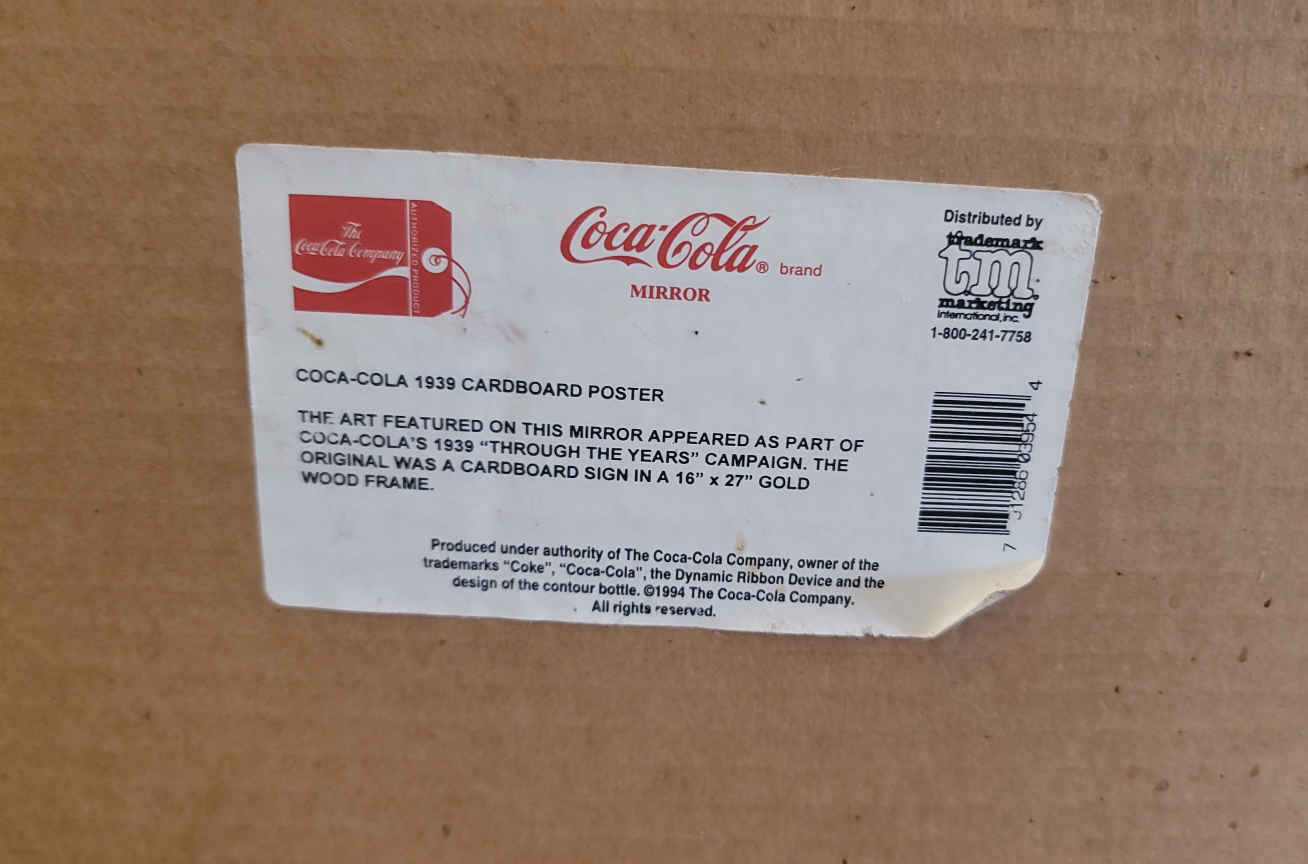 The
Coca-Cola Company
AUTHORIZED PRODUCT
Coca-Cola® brand
MIRROR
Distributed by
trademark
tm
marketing
international, inc.
1-800-241-7758
COCA-COLA 1939 CARDBOARD POSTER
THE ART FEATURED ON THIS MIRROR APPEARED AS PART OF
COCA-COLA'S 1939 “THROUGH THE YEARS” CAMPAIGN. THE
ORIGINAL WAS A CARDBOARD SIGN IN A 16” x 27” GOLD
WOOD FRAME.
7 31286 03954 4
Produced under authority of The Coca-Cola Company, owner of the
trademarks “Coke”, “Coca-Cola”, the Dynamic Ribbon Device and the
design of the contour bottle. ©1994 The Coca-Cola Company.
All rights reserved.